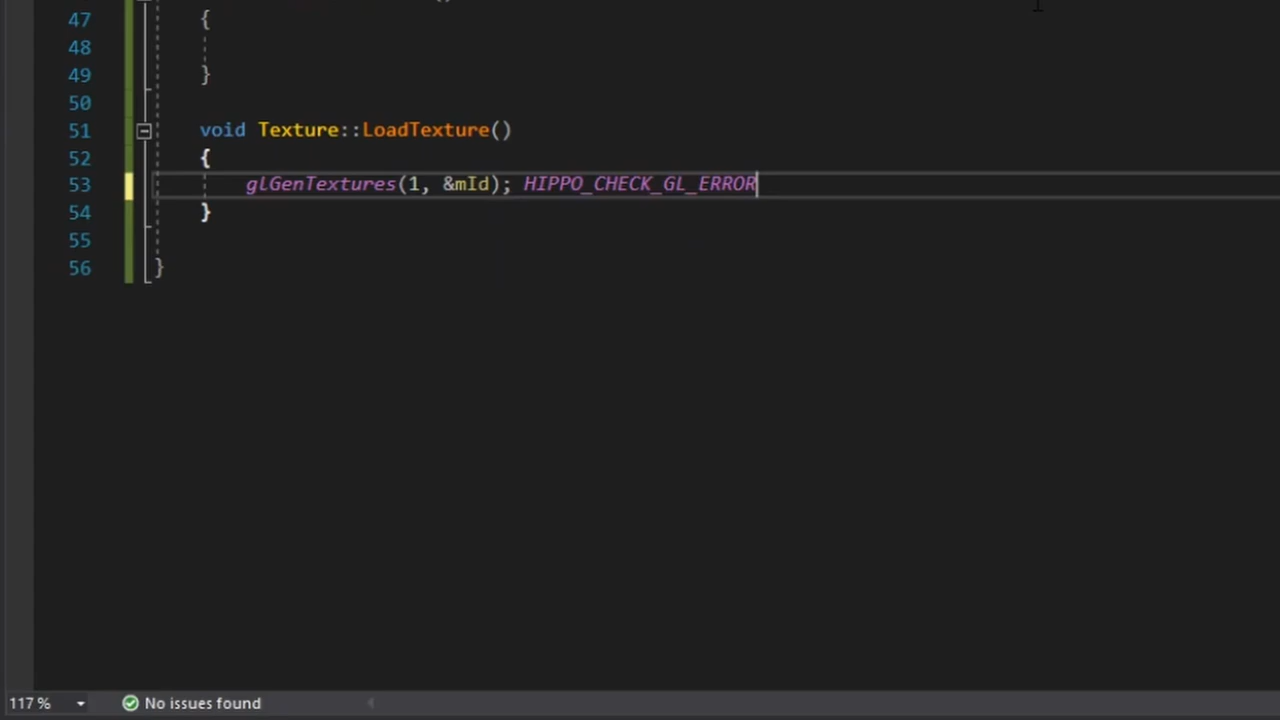 47 {
48
49 }
50
51 void Texture::LoadTexture()
52 {
53 glGenTextures(1, &mId); HIPPO_CHECK_GL_ERROR
54 }
55
56 }
117 % No issues found